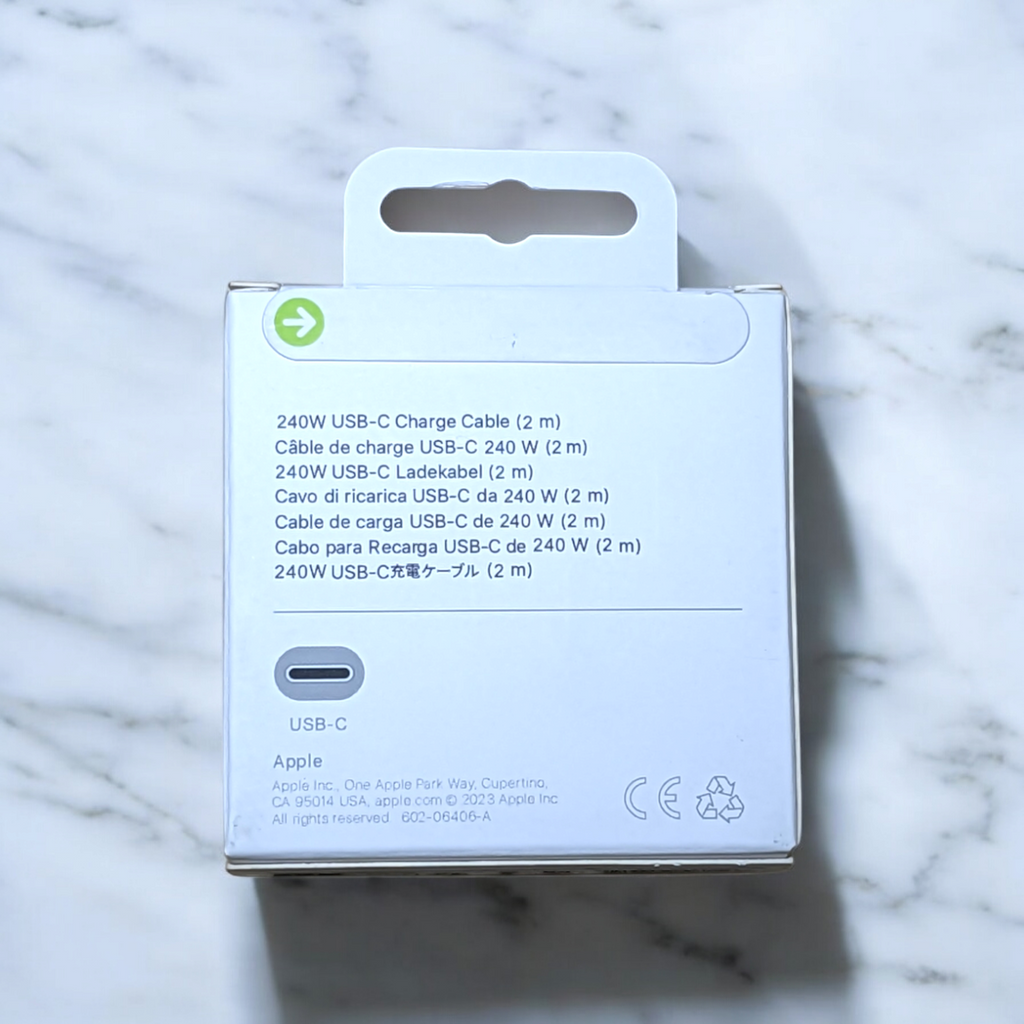 240W USB-C Charge Cable (2 m)
Câble de charge USB-C 240 W (2 m)
240W USB-C Ladekabel (2 m)
Cavo di ricarica USB-C da 240 W (2 m)
Cable de carga USB-C de 240 W (2 m)
Cabo para Recarga USB-C de 240 W (2 m)
240W USB-C充電ケーブル (2 m)
USB-C
Apple
Apple Inc., One Apple Park Way, Cupertino,
CA 95014 USA, apple.com © 2023 Apple Inc
All rights reserved 602-06406-A
CE